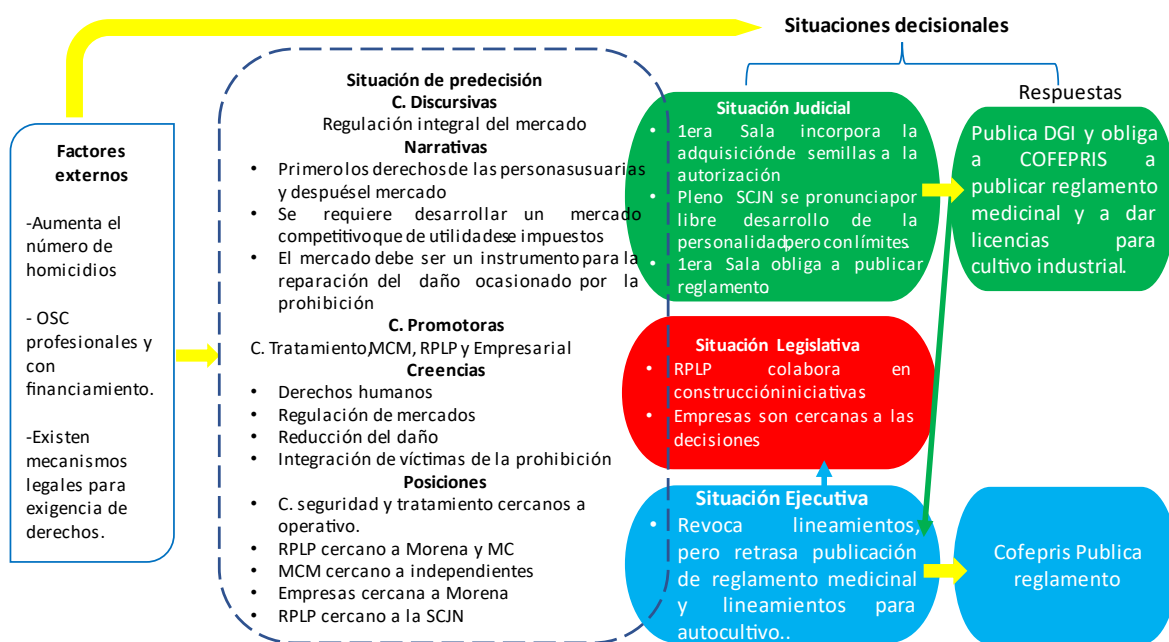 Situaciones decisionales
Factores
externos
-Aumenta el
número de
homicidios
- OSC
profesionales y
con
financiamiento.
-Existen
mecanismos
legales para
exigencia de
derechos.
Situación de predecisión
C. Discursivas
Regulación integral del mercado
Narrativas
• Primero los derechos de las personas usuarias
y después el mercado
• Se requiere desarrollar un mercado
competitivo que de utilidades e impuestos
• El mercado debe ser un instrumento para la
reparación del daño ocasionado por la
prohibición
C. Promotoras
C. Tratamiento, MCM, RPLP y Empresarial
Creencias
• Derechos humanos
• Regulación de mercados
• Reducción del daño
• Integración de víctimas de la prohibición
Posiciones
• C. seguridad y tratamiento cercanos a
operativo.
• RPLP cercano a Morena y MC
• MCM cercano a independientes
• Empresas cercana a Morena
• RPLP cercano a la SCJN
Situación Judicial
• 1era Sala incorpora la
adquisición de semillas a la
autorización
• Pleno SCJN se pronuncia por
libre desarrollo de la
personalidad, pero con límites.
• 1era Sala obliga a publicar
reglamento
Situación Legislativa
• RPLP colabora en
construcción iniciativas
• Empresas son cercanas a las
decisiones
Situación Ejecutiva
• Revoca lineamientos,
pero retrasa publicación
de reglamento medicinal
y lineamientos para
autocultivo..
Respuestas
Publica DGI y obliga
a COFEPRIS a
publicar reglamento
medicinal y a dar
licencias para
cultivo industrial.
Cofepris Publica
reglamento